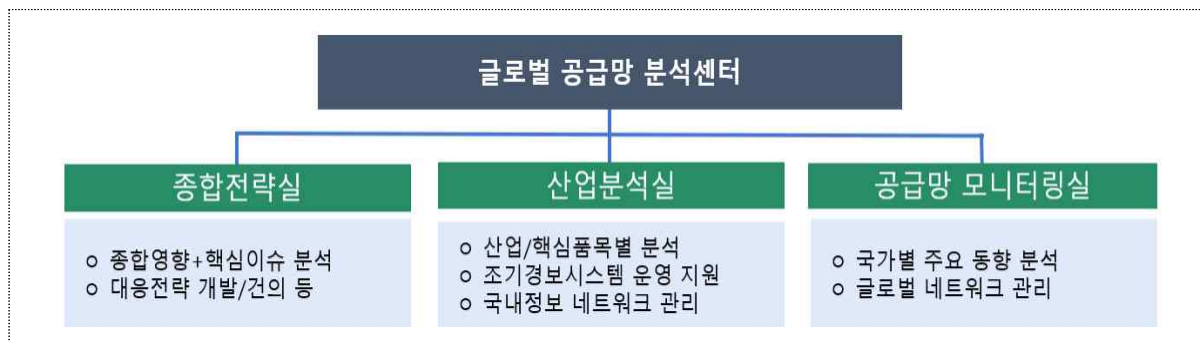 글로벌 공급망 분석센터
종합전략실
○ 종합영향+핵심이슈 분석
○ 대응전략 개발/건의 등
산업분석실
○ 산업/핵심품목별 분석
○ 조기경보시스템 운영 지원
○ 국내정보 네트워크 관리
공급망 모니터링실
○ 국가별 주요 동향 분석
○ 글로벌 네트워크 관리